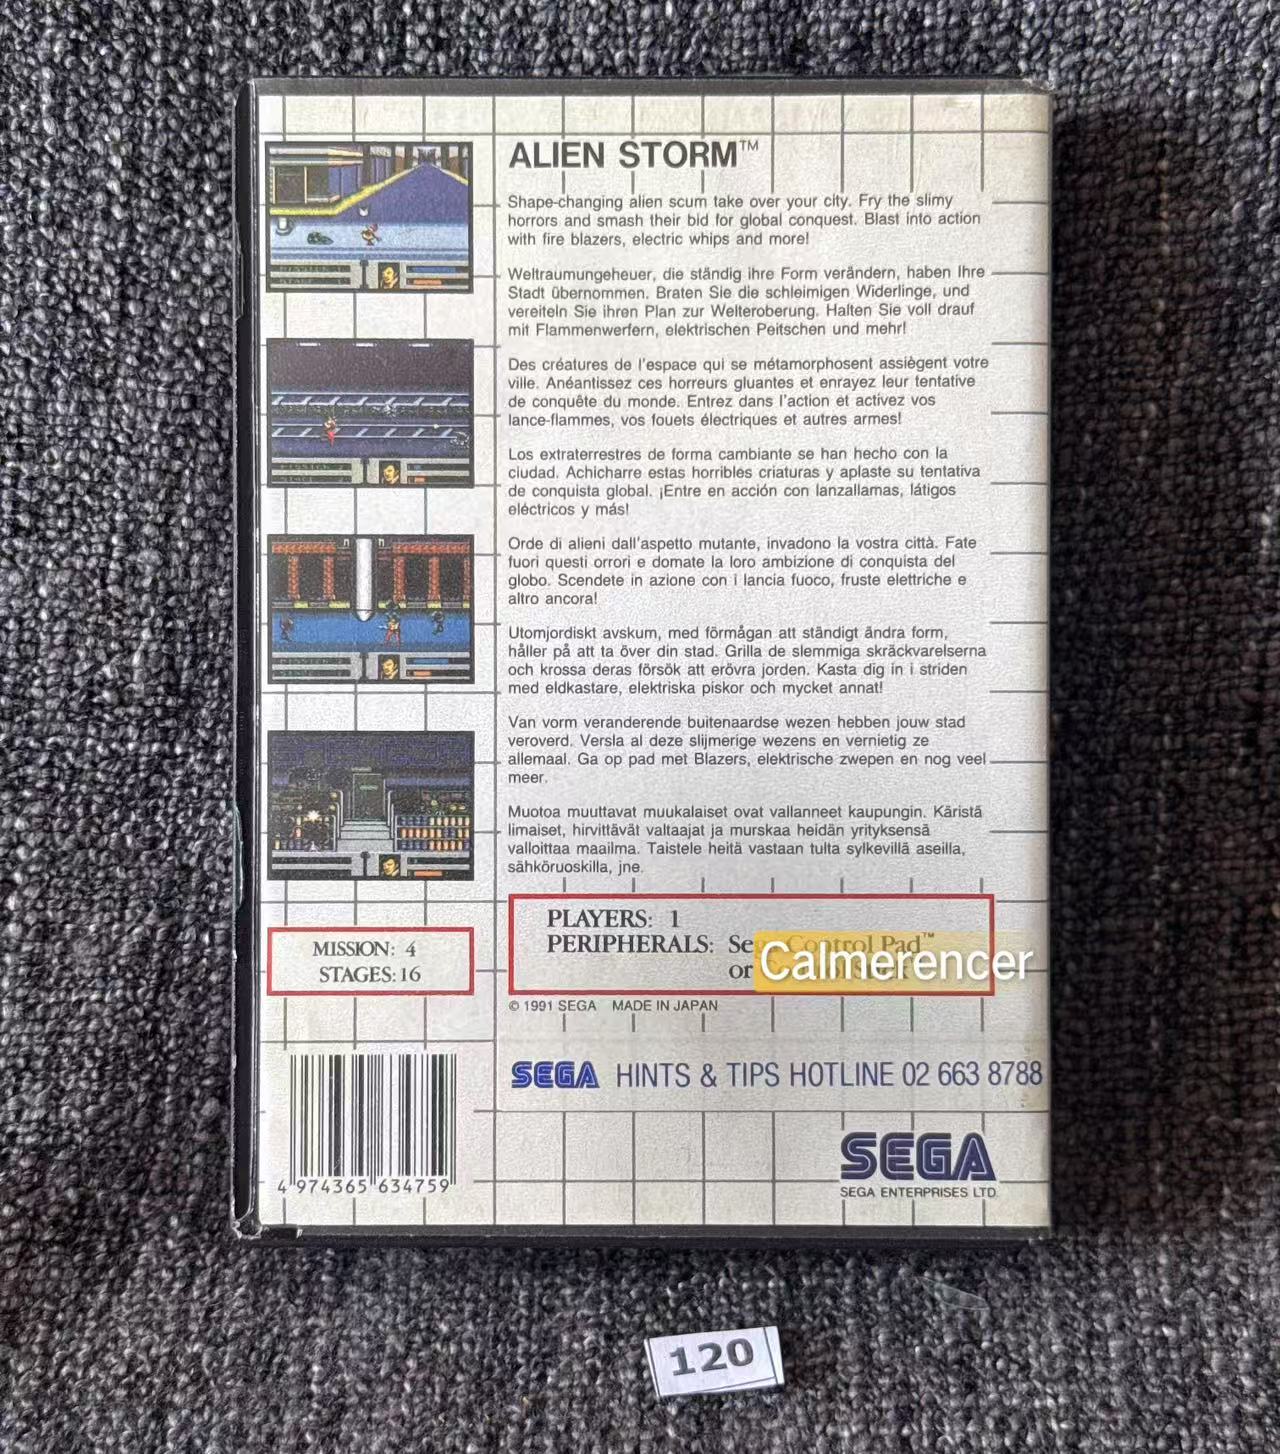 ALIEN STORM™
Shape-changing alien scum take over your city. Fry the slimy
horrors and smash their bid for global conquest. Blast into action
with fire blazers, electric whips and more!
Weltraumungeheuer, die ständig ihre Form verändern, haben Ihre
Stadt übernommen. Braten Sie die schleimigen Widerlinge, und
vereiteln Sie ihren Plan zur Welteroberung. Halten Sie voll drauf
mit Flammenwerfern, elektrischen Peitschen und mehr!
Des créatures de l'espace qui se métamorphosent assiègent votre
ville. Anéantissez ces horreurs gluantes et enrayez leur tentative
de conquête du monde. Entrez dans l'action et activez vos
lance-flammes, vos fouets électriques et autres armes!
Los extraterrestres de forma cambiante se han hecho con la
ciudad. Achicharre estas horribles criaturas y aplaste su tentativa
de conquista global. ¡Entre en acción con lanzallamas, látigos
eléctricos y más!
Orde di alieni dall'aspetto mutante, invadono la vostra città. Fate
fuori questi orrori e domate la loro ambizione di conquista del
globo. Scendete in azione con i lancia fuoco, fruste elettriche e
altro ancora!
Utomjordiskt avskum, med förmågan att ständigt ändra form,
håller på att ta över din stad. Grilla de slemmiga skräckvarelserna
och krossa deras försök att erövra jorden. Kasta dig in i striden
med eldkastare, elektriska piskor och mycket annat!
Van vorm veranderende buitenaardse wezen hebben jouw stad
veroverd. Versla al deze slijmerige wezens en vernietig ze
allemaal. Ga op pad met Blazers, elektrische zwepen en nog veel
meer.
Muotoa muuttavat muukalaiset ovat vallanneet kaupungin. Käristä
limaiset, hirvittävät valtaajat ja murskaa heidän yrityksensä
valloittaa maailma. Taistele heitä vastaan tulta sylkevillä aseilla,
sähköruoskilla, jne.
MISSION: 4
STAGES:16
PLAYERS: 1
PERIPHERALS: Control Pad™
or
Calmerencer
© 1991 SEGA MADE IN JAPAN
SEGA HINTS & TIPS HOTLINE 02 663 8788
4 974365 634759
SEGA
SEGA ENTERPRISES LTD.
120